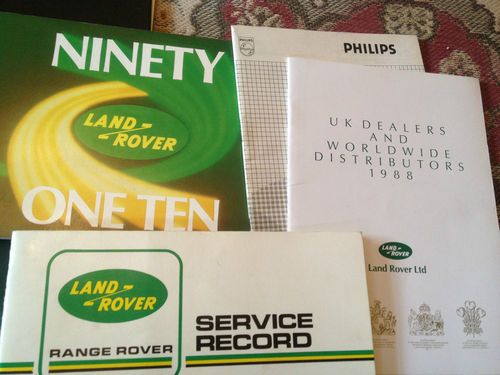 NINETY
LAND
ROVER
ONE TEN
PHILIPS
PHILIPS
UK DEALERS
AND
WORLDWIDE
DISTRIBUTORS
1988
LAND
ROVER
Land Rover Ltd
LAND
ROVER
RANGE ROVER
SERVICE
RECORD